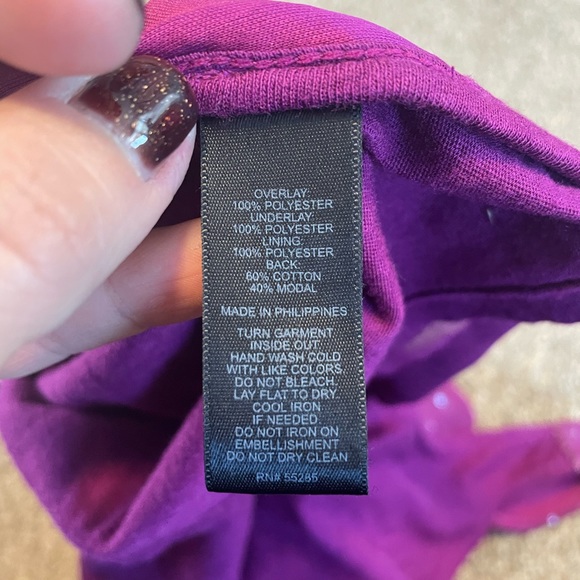 OVERLAY:
100% POLYESTER
UNDERLAY:
100% POLYESTER
LINING:
100% POLYESTER
BACK:
60% COTTON
40% MODAL
MADE IN PHILIPPINES
TURN GARMENT
INSIDE OUT
HAND WASH COLD
WITH LIKE COLORS,
DO NOT BLEACH,
LAY FLAT TO DRY
COOL IRON
IF NEEDED.
DO NOT IRON ON
EMBELLISHMENT
DO NOT DRY CLEAN
RN# 55285